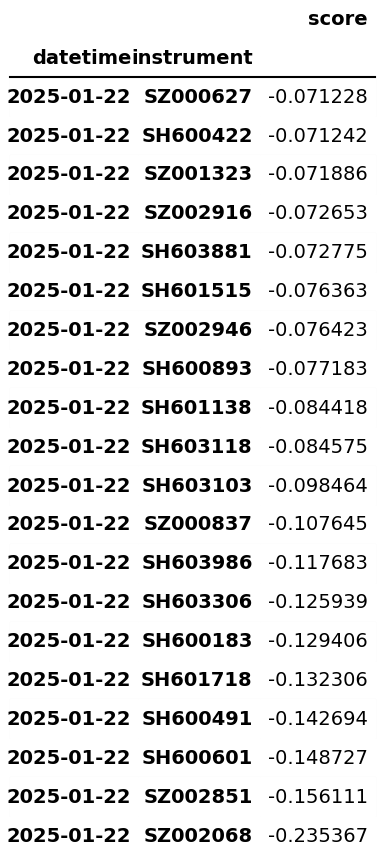 score
datetime instrument
2025-01-22 SZ000627 -0.071228
2025-01-22 SH600422 -0.071242
2025-01-22 SZ001323 -0.071886
2025-01-22 SZ002916 -0.072653
2025-01-22 SH603881 -0.072775
2025-01-22 SH601515 -0.076363
2025-01-22 SZ002946 -0.076423
2025-01-22 SH600893 -0.077183
2025-01-22 SH601138 -0.084418
2025-01-22 SH603118 -0.084575
2025-01-22 SH603103 -0.098464
2025-01-22 SZ000837 -0.107645
2025-01-22 SH603986 -0.117683
2025-01-22 SH603306 -0.125939
2025-01-22 SH600183 -0.129406
2025-01-22 SH601718 -0.132306
2025-01-22 SH600491 -0.142694
2025-01-22 SH600601 -0.148727
2025-01-22 SZ002851 -0.156111
2025-01-22 SZ002068 -0.235367